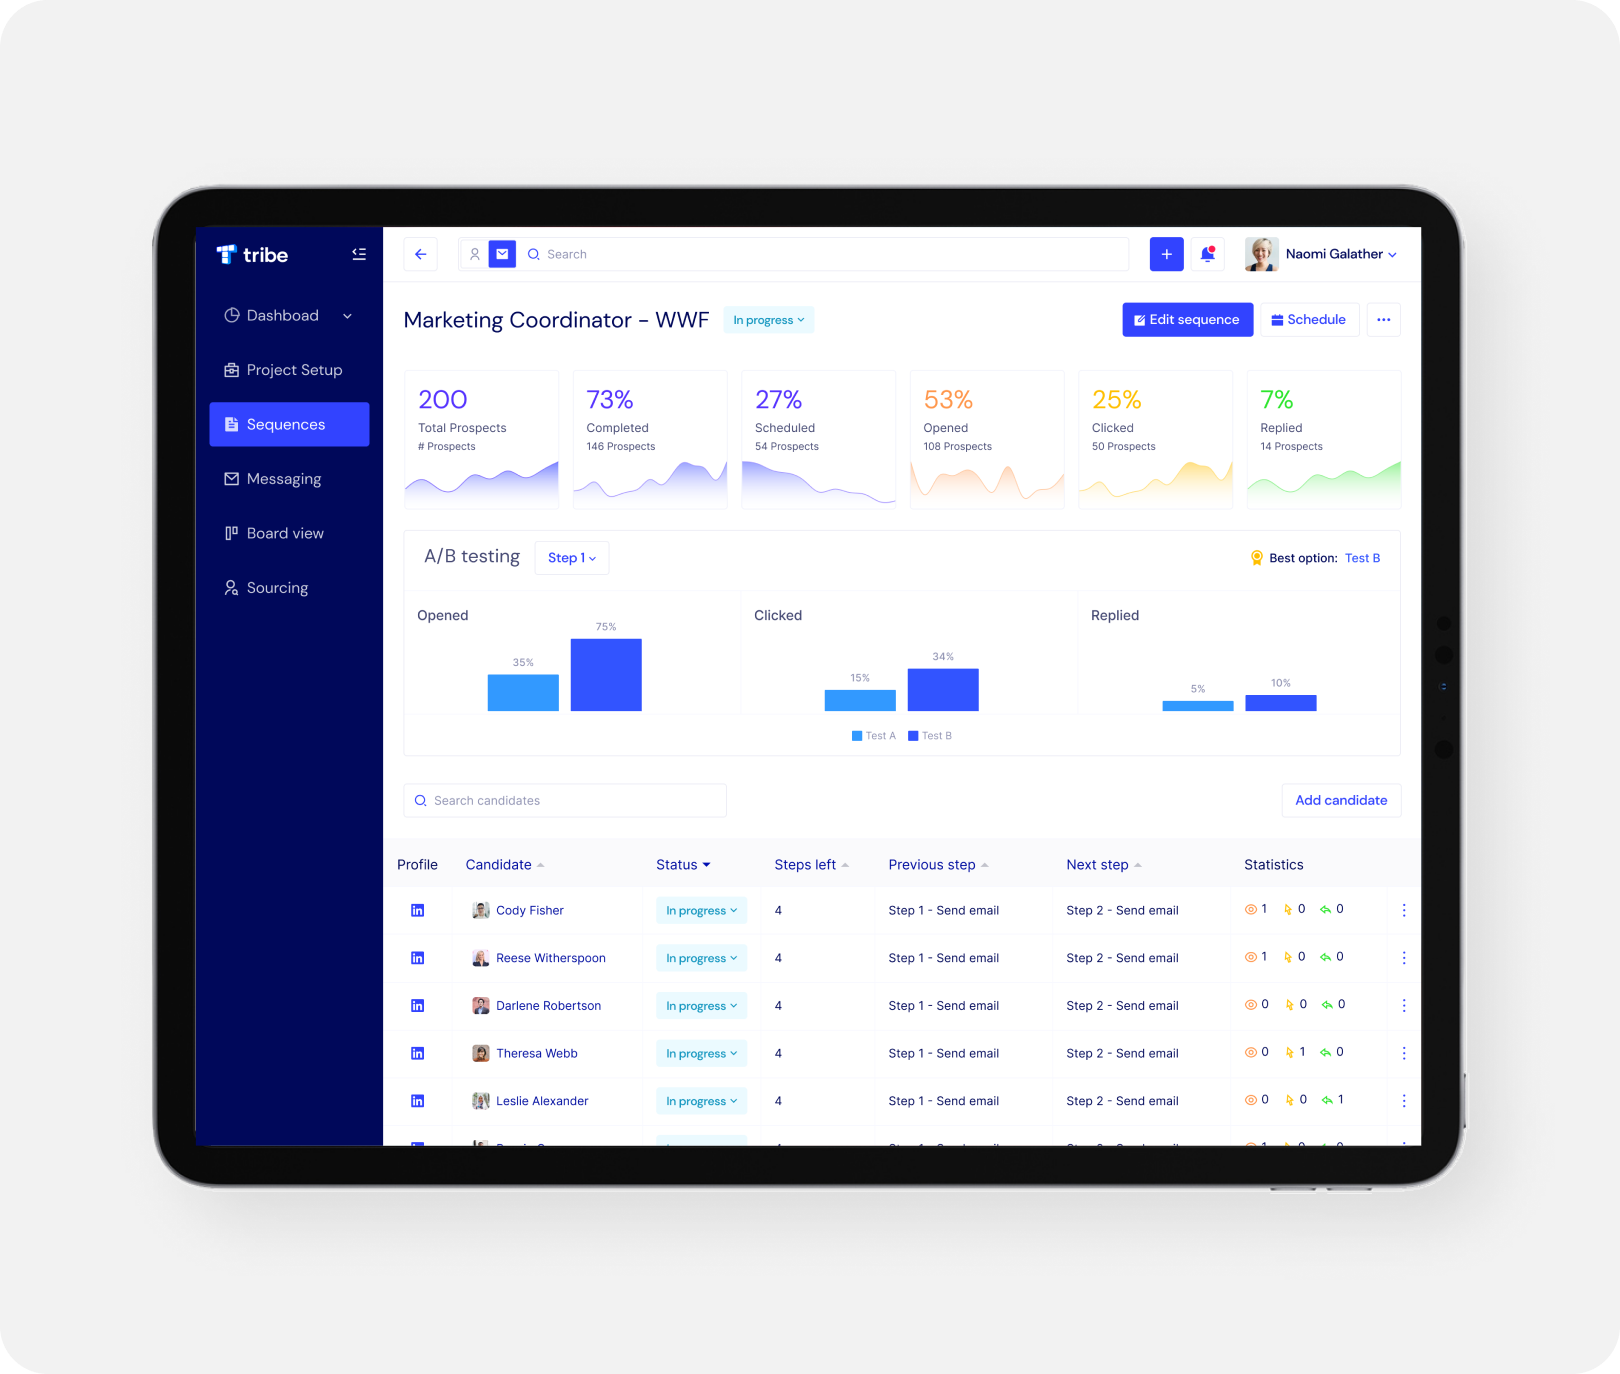 tribe
Dashboad
Project Setup
Sequences
Messaging
Board view
Sourcing
Search
Naomi Galather
Marketing Coordinator - WWF
In progress
Edit sequence
Schedule
200
Total Prospects
# Prospects
73%
Completed
146 Prospects
27%
Scheduled
54 Prospects
53%
Opened
108 Prospects
25%
Clicked
50 Prospects
7%
Replied
14 Prospects
A/B testing
Step 1
Best option: Test B
Opened
35%
75%
Clicked
15%
34%
Replied
5%
10%
Test A
Test B
Search candidates
Add candidate
Profile Candidate Status Steps left Previous step Next step Statistics
in Cody Fisher In progress 4 Step 1 - Send email Step 2 - Send email 1 0 0
in Reese Witherspoon In progress 4 Step 1 - Send email Step 2 - Send email 1 0 0
in Darlene Robertson In progress 4 Step 1 - Send email Step 2 - Send email 0 0 0
in Theresa Webb In progress 4 Step 1 - Send email Step 2 - Send email 0 1 0
in Leslie Alexander In progress 4 Step 1 - Send email Step 2 - Send email 0 0 1